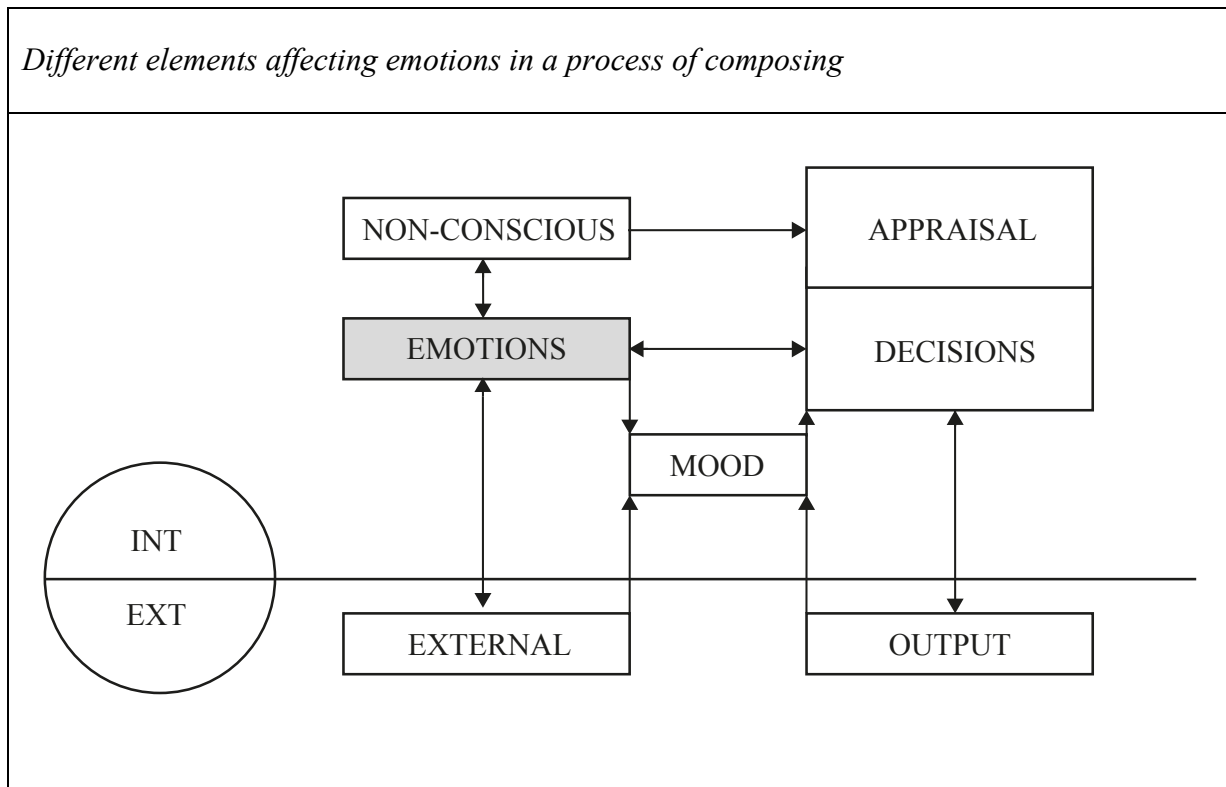 Different elements affecting emotions in a process of composing
NON-CONSCIOUS
APPRAISAL
EMOTIONS
DECISIONS
MOOD
INT
EXT
EXTERNAL
OUTPUT